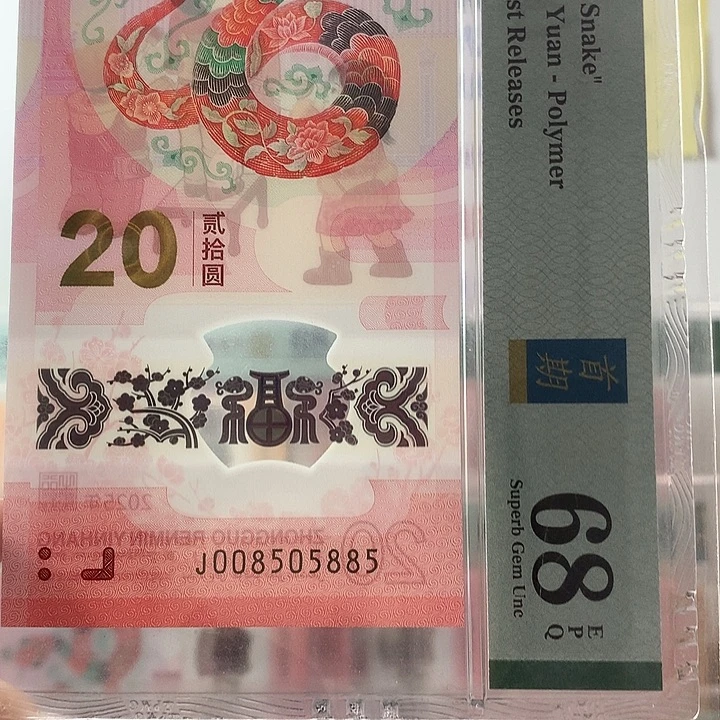 20
贰拾圆
2025年
ZHONGGUO RENMIN YINHANG
20
J008505885
Snake"
Yuan - Polymer
st Releases
首期
68
EPQ
Superb Gem Unc